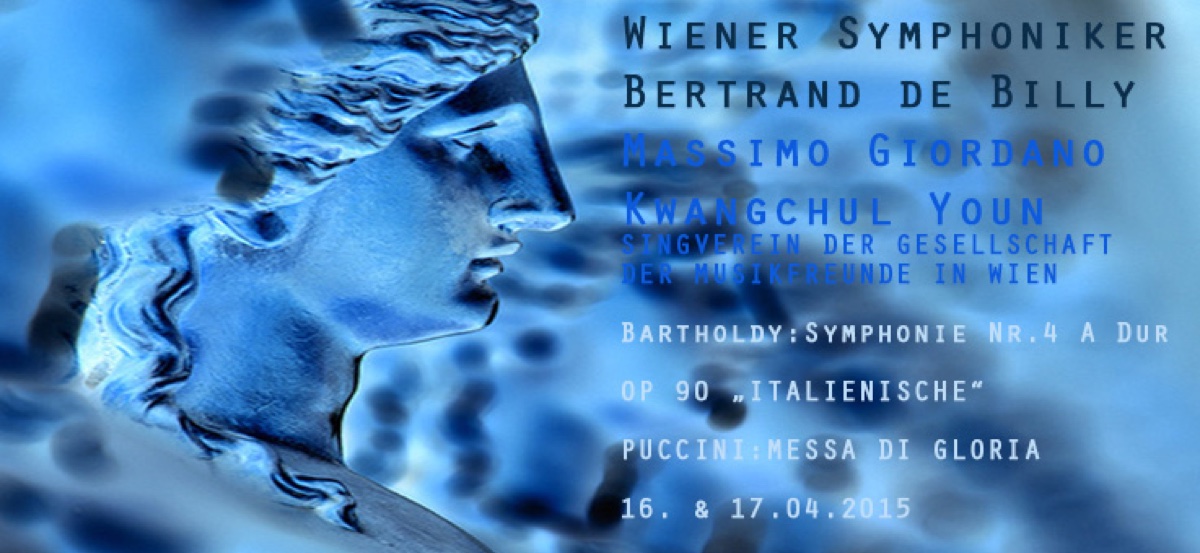 Wiener Symphoniker
Bertrand de Billy
Massimo Giordano
Kwangchul Youn
Singverein der Gesellschaft
der Musikfreunde in Wien
Bartholdy:Symphonie Nr.4 A Dur
op 90 „Italienische“
Puccini:Messa di Gloria
16. & 17.04.2015